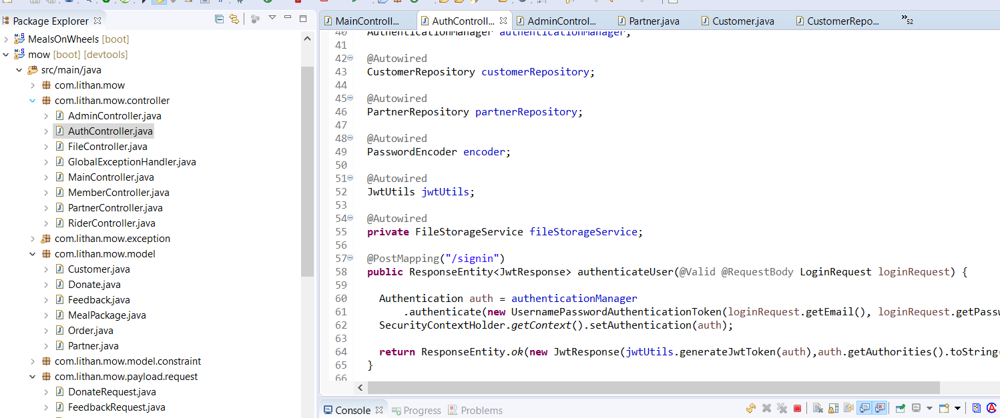 Package Explorer
MealsOnWheels [boot]
mow [boot] [devtools]
src/main/java
com.lithan.mow
com.lithan.mow.controller
AdminController.java
AuthController.java
FileController.java
GlobalExceptionHandler.java
MainController.java
MemberController.java
PartnerController.java
RiderController.java
com.lithan.mow.exception
com.lithan.mow.model
Customer.java
Donate.java
Feedback.java
MealPackage.java
Order.java
Partner.java
com.lithan.mow.model.constraint
com.lithan.mow.payload.request
DonateRequest.java
FeedbackRequest.java
MainControll... AuthControll... AdminControl... Partner.java Customer.java CustomerRepo... »52
40 AuthenticationManager authenticationManager;
41
42 @Autowired
43 CustomerRepository customerRepository;
44
45 @Autowired
46 PartnerRepository partnerRepository;
47
48 @Autowired
49 PasswordEncoder encoder;
50
51 @Autowired
52 JwtUtils jwtUtils;
53
54 @Autowired
55 private FileStorageService fileStorageService;
56
57 @PostMapping("/signin")
58 public ResponseEntity<JwtResponse> authenticateUser(@Valid @RequestBody LoginRequest loginRequest) {
59
60 Authentication auth = authenticationManager
61 .authenticate(new UsernamePasswordAuthenticationToken(loginRequest.getEmail(), loginRequest.getPassw
62 SecurityContextHolder.getContext().setAuthentication(auth);
63
64 return ResponseEntity.ok(new JwtResponse(jwtUtils.generateJwtToken(auth),auth.getAuthorities().toString(
65 }
66
Console Progress Problems